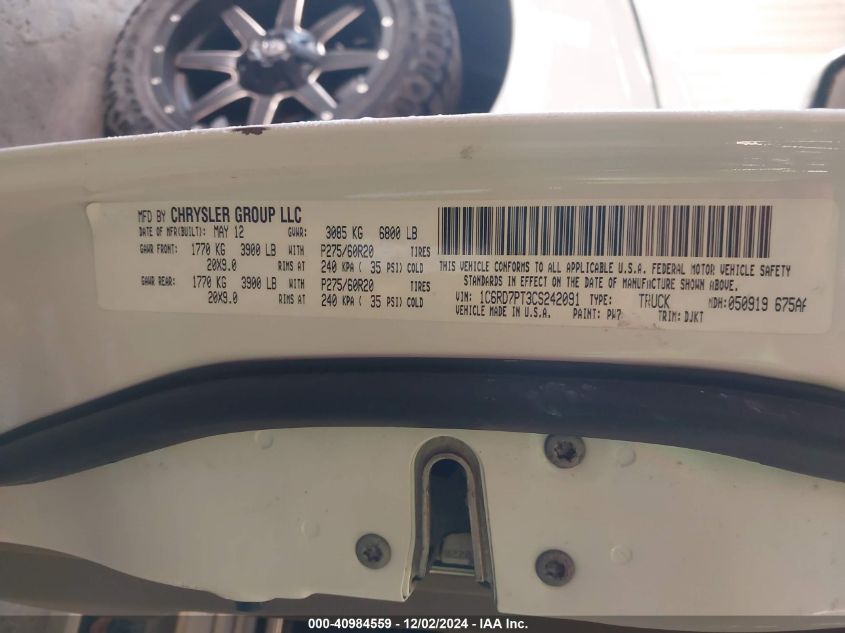 MFD BY CHRYSLER GROUP LLC
DATE OF MFR(BUILT): MAY 12 GVWR: 3085 KG 6800 LB
GAWR FRONT: 1770 KG 3900 LB WITH P275/60R20 TIRES
20X9.0 RIMS AT 240 KPA ( 35 PSI) COLD
GAWR REAR: 1770 KG 3900 LB WITH P275/60R20 TIRES
20X9.0 RIMS AT 240 KPA ( 35 PSI) COLD
THIS VEHICLE CONFORMS TO ALL APPLICABLE U.S.A. FEDERAL MOTOR VEHICLE SAFETY
STANDARDS IN EFFECT ON THE DATE OF MANUFACTURE SHOWN ABOVE.
VIN: 1C6RD7PT3CS242091 TYPE: TRUCK MDH:050919 675AA
VEHICLE MADE IN U.S.A. PAINT: PW7 TRIM: DJKT
000-40984559 - 12/02/2024 - IAA Inc.